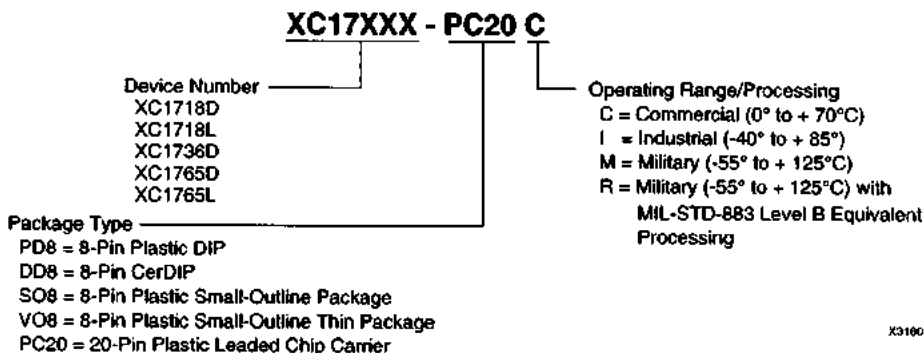 XC17XXX - PC20 C
Device Number
XC1718D
XC1718L
XC1736D
XC1765D
XC1765L
Package Type
PD8 = 8-Pin Plastic DIP
DD8 = 8-Pin CerDIP
SO8 = 8-Pin Plastic Small-Outline Package
VO8 = 8-Pin Plastic Small-Outline Thin Package
PC20 = 20-Pin Plastic Leaded Chip Carrier
Operating Range/Processing
C = Commercial (0° to + 70°C)
I = Industrial (-40° to + 85°)
M = Military (-55° to + 125°C)
R = Military (-55° to + 125°C) with
MIL-STD-883 Level B Equivalent
Processing
X3180